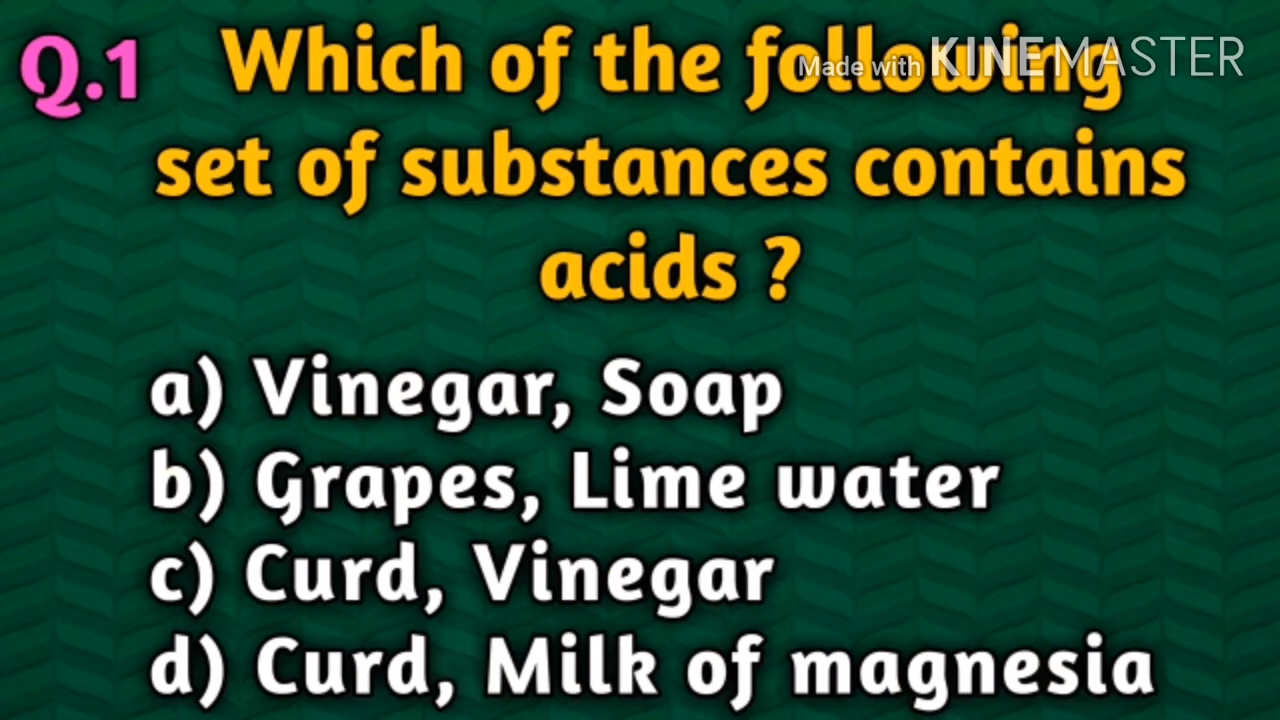 Q.1 Which of the following
Made with KINEMASTER
set of substances contains
acids ?
a) Vinegar, Soap
b) Grapes, Lime water
c) Curd, Vinegar
d) Curd, Milk of magnesia